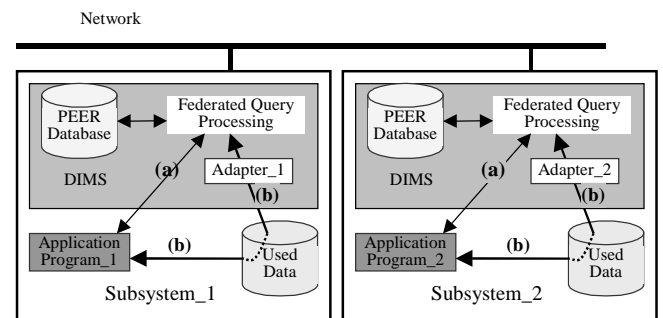 Network
PEER
Database
Federated Query
Processing
DIMS
(a)
Adapter_1
(b)
Application
Program_1
(b)
Used
Data
Subsystem_1
PEER
Database
Federated Query
Processing
DIMS
(a)
Adapter_2
(b)
Application
Program_2
(b)
Used
Data
Subsystem_2